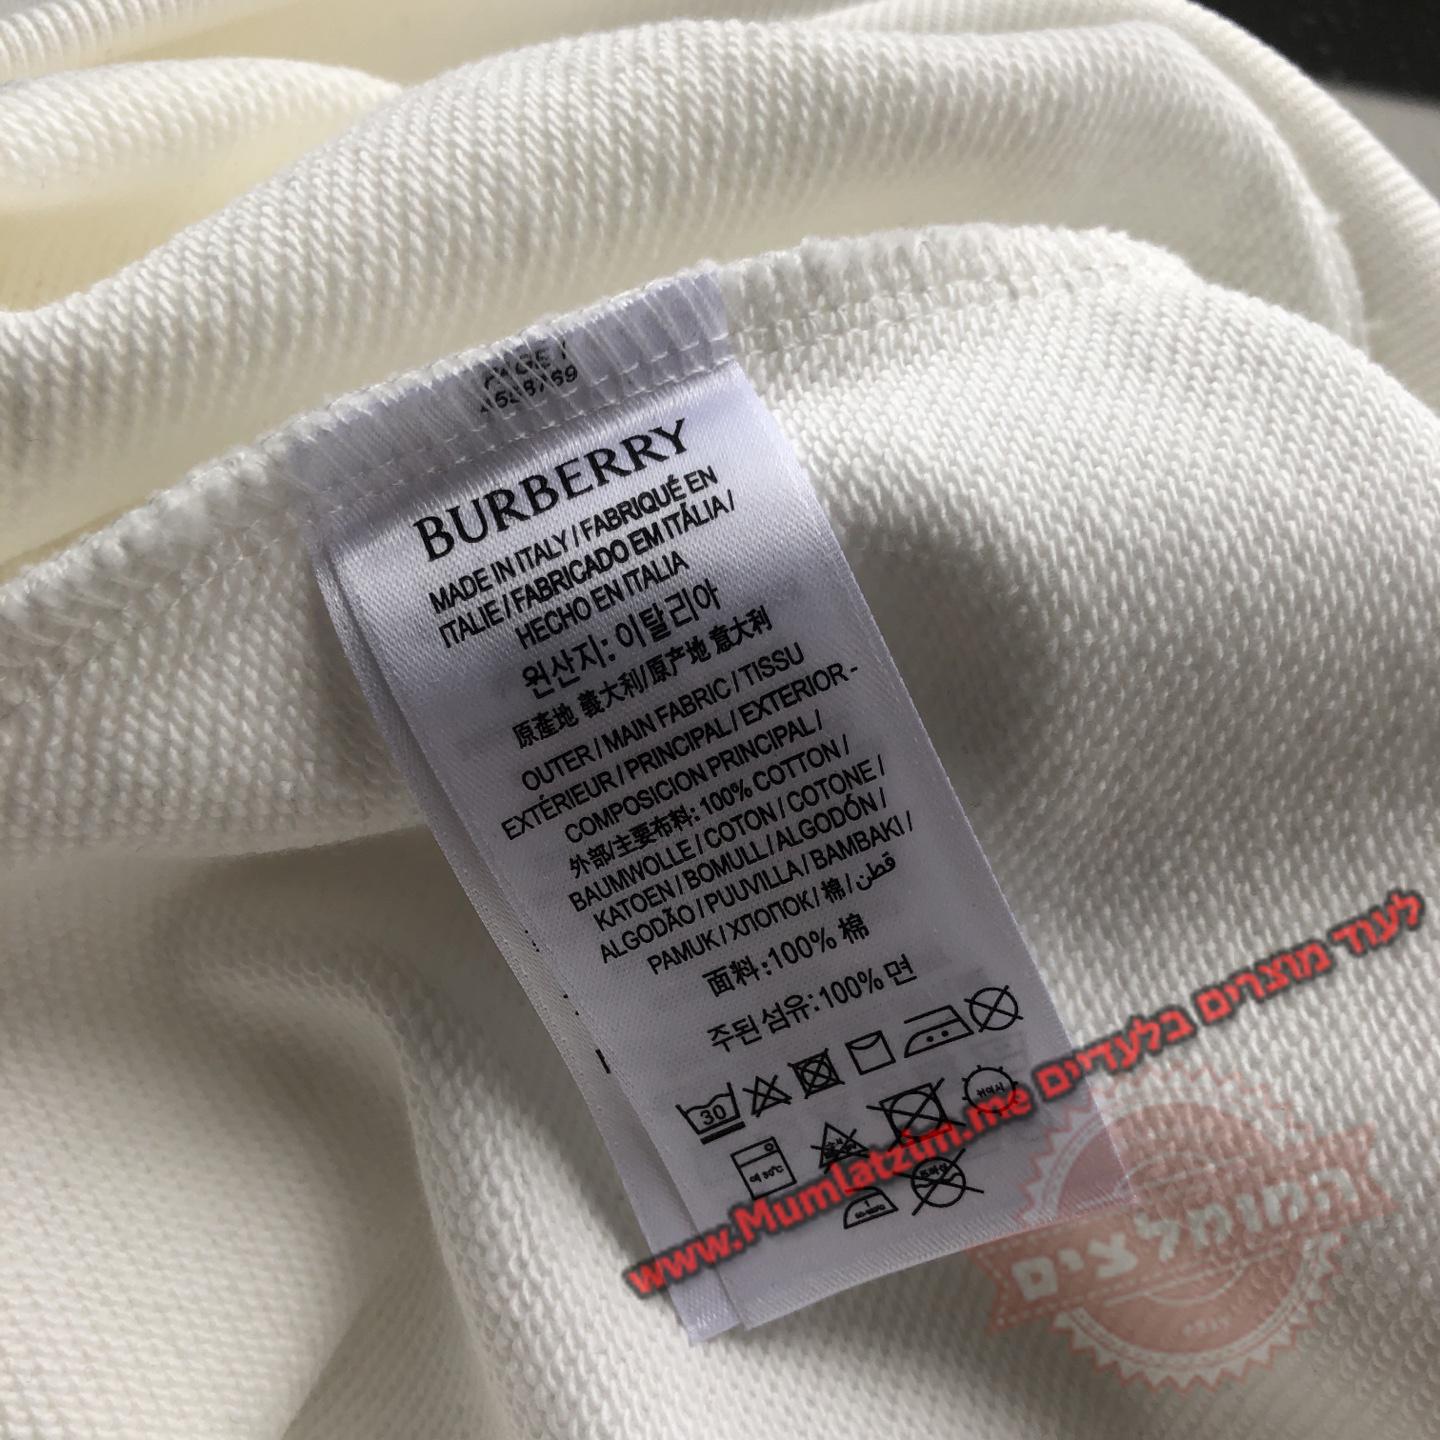 BURBERRY
MADE IN ITALY / FABRIQUÉ EN
ITALIE / FABRICADO EM ITÁLIA /
HECHO EN ITALIA
원산지: 이탈리아
原產地 義大利/原产地 意大利
OUTER / MAIN FABRIC / TISSU
EXTÉRIEUR / PRINCIPAL / EXTERIOR -
COMPOSICION PRINCIPAL /
外部/主要布料: 100% COTTON /
BAUMWOLLE / COTON / COTONE /
KATOEN / BOMULL / ALGODÓN /
ALGODÃO / PUUVILLA / BAMBAKI /
PAMUK / ХЛОПОК / 棉 / قطن
面料:100% 棉
주된섬유:100% 면
30
약 30℃
www.Mumlatzim.me לעוד מוצרים בלעדיים
המומלצים